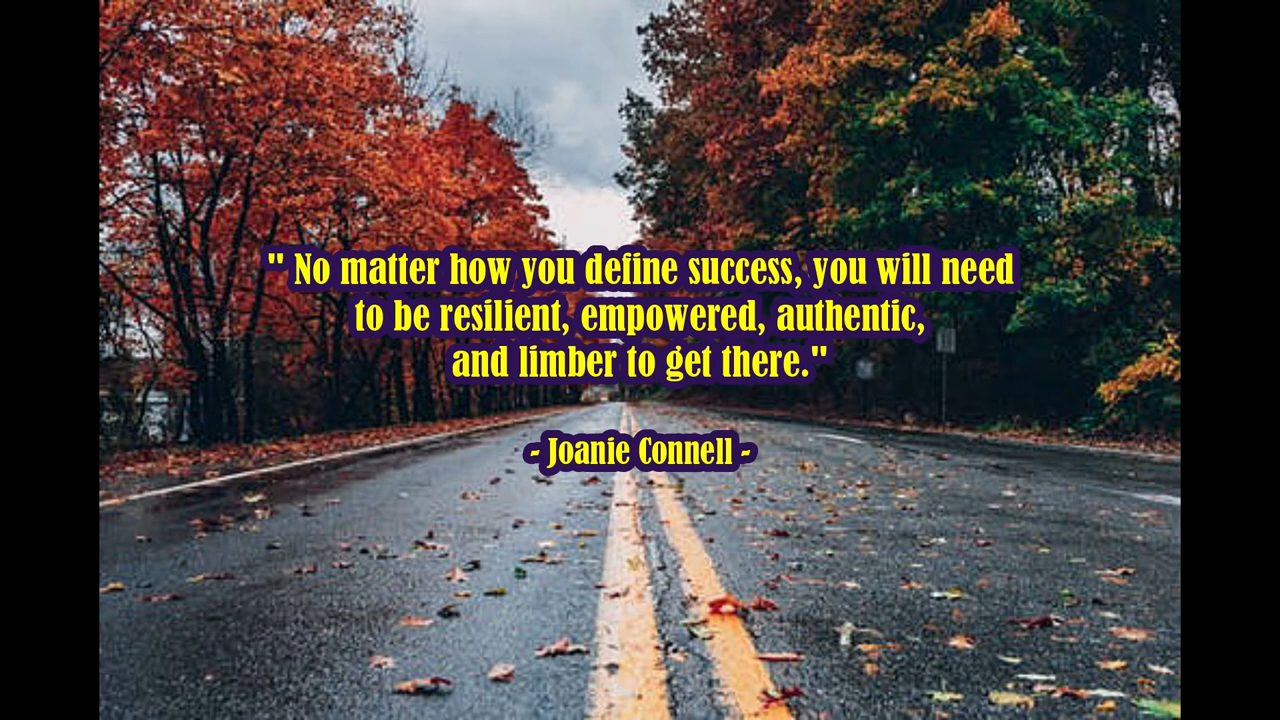 " No matter how you define success, you will need
to be resilient, empowered, authentic,
and limber to get there."
- Joanie Connell -